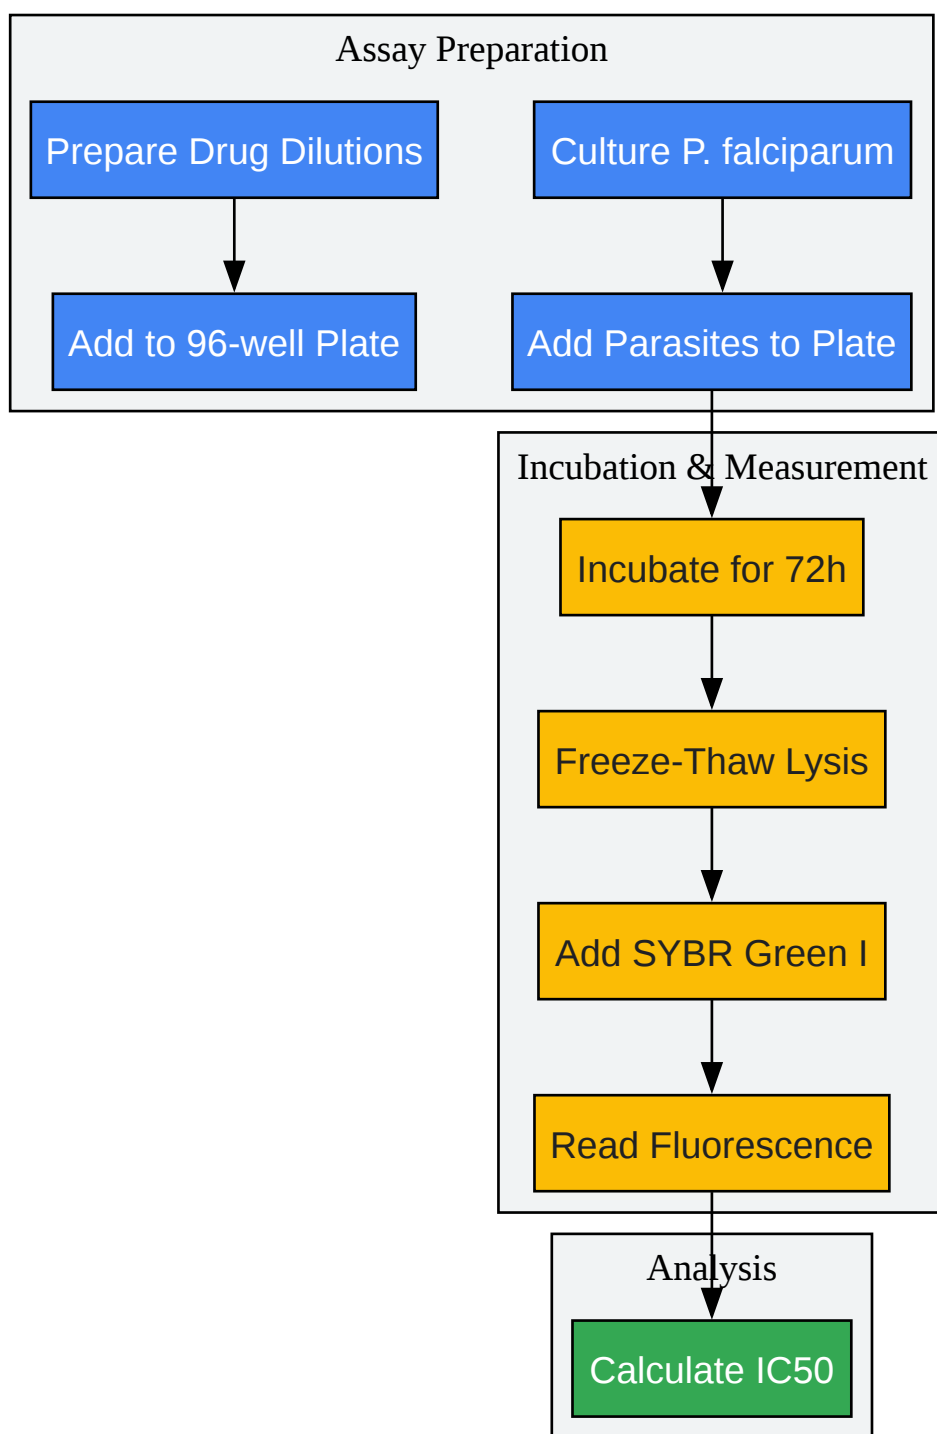 Assay Preparation
Prepare Drug Dilutions
Culture P. falciparum
Add to 96-well Plate
Add Parasites to Plate
Incubation & Measurement
Incubate for 72h
Freeze-Thaw Lysis
Add SYBR Green I
Read Fluorescence
Analysis
Calculate IC50